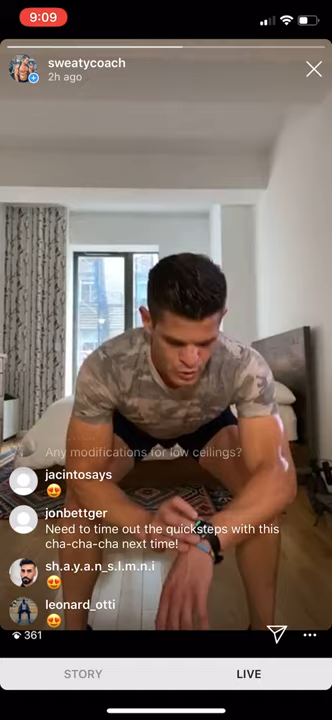 9:09
sweatycoach
2h ago
Any modifications for low ceilings?
jacintosays
😍
jonbettger
Need to time out the quicksteps with this
cha-cha-cha next time!
sh.a.y.a.n_s.l.m.n.i
😍
leonard_otti
😍
361
STORY
LIVE